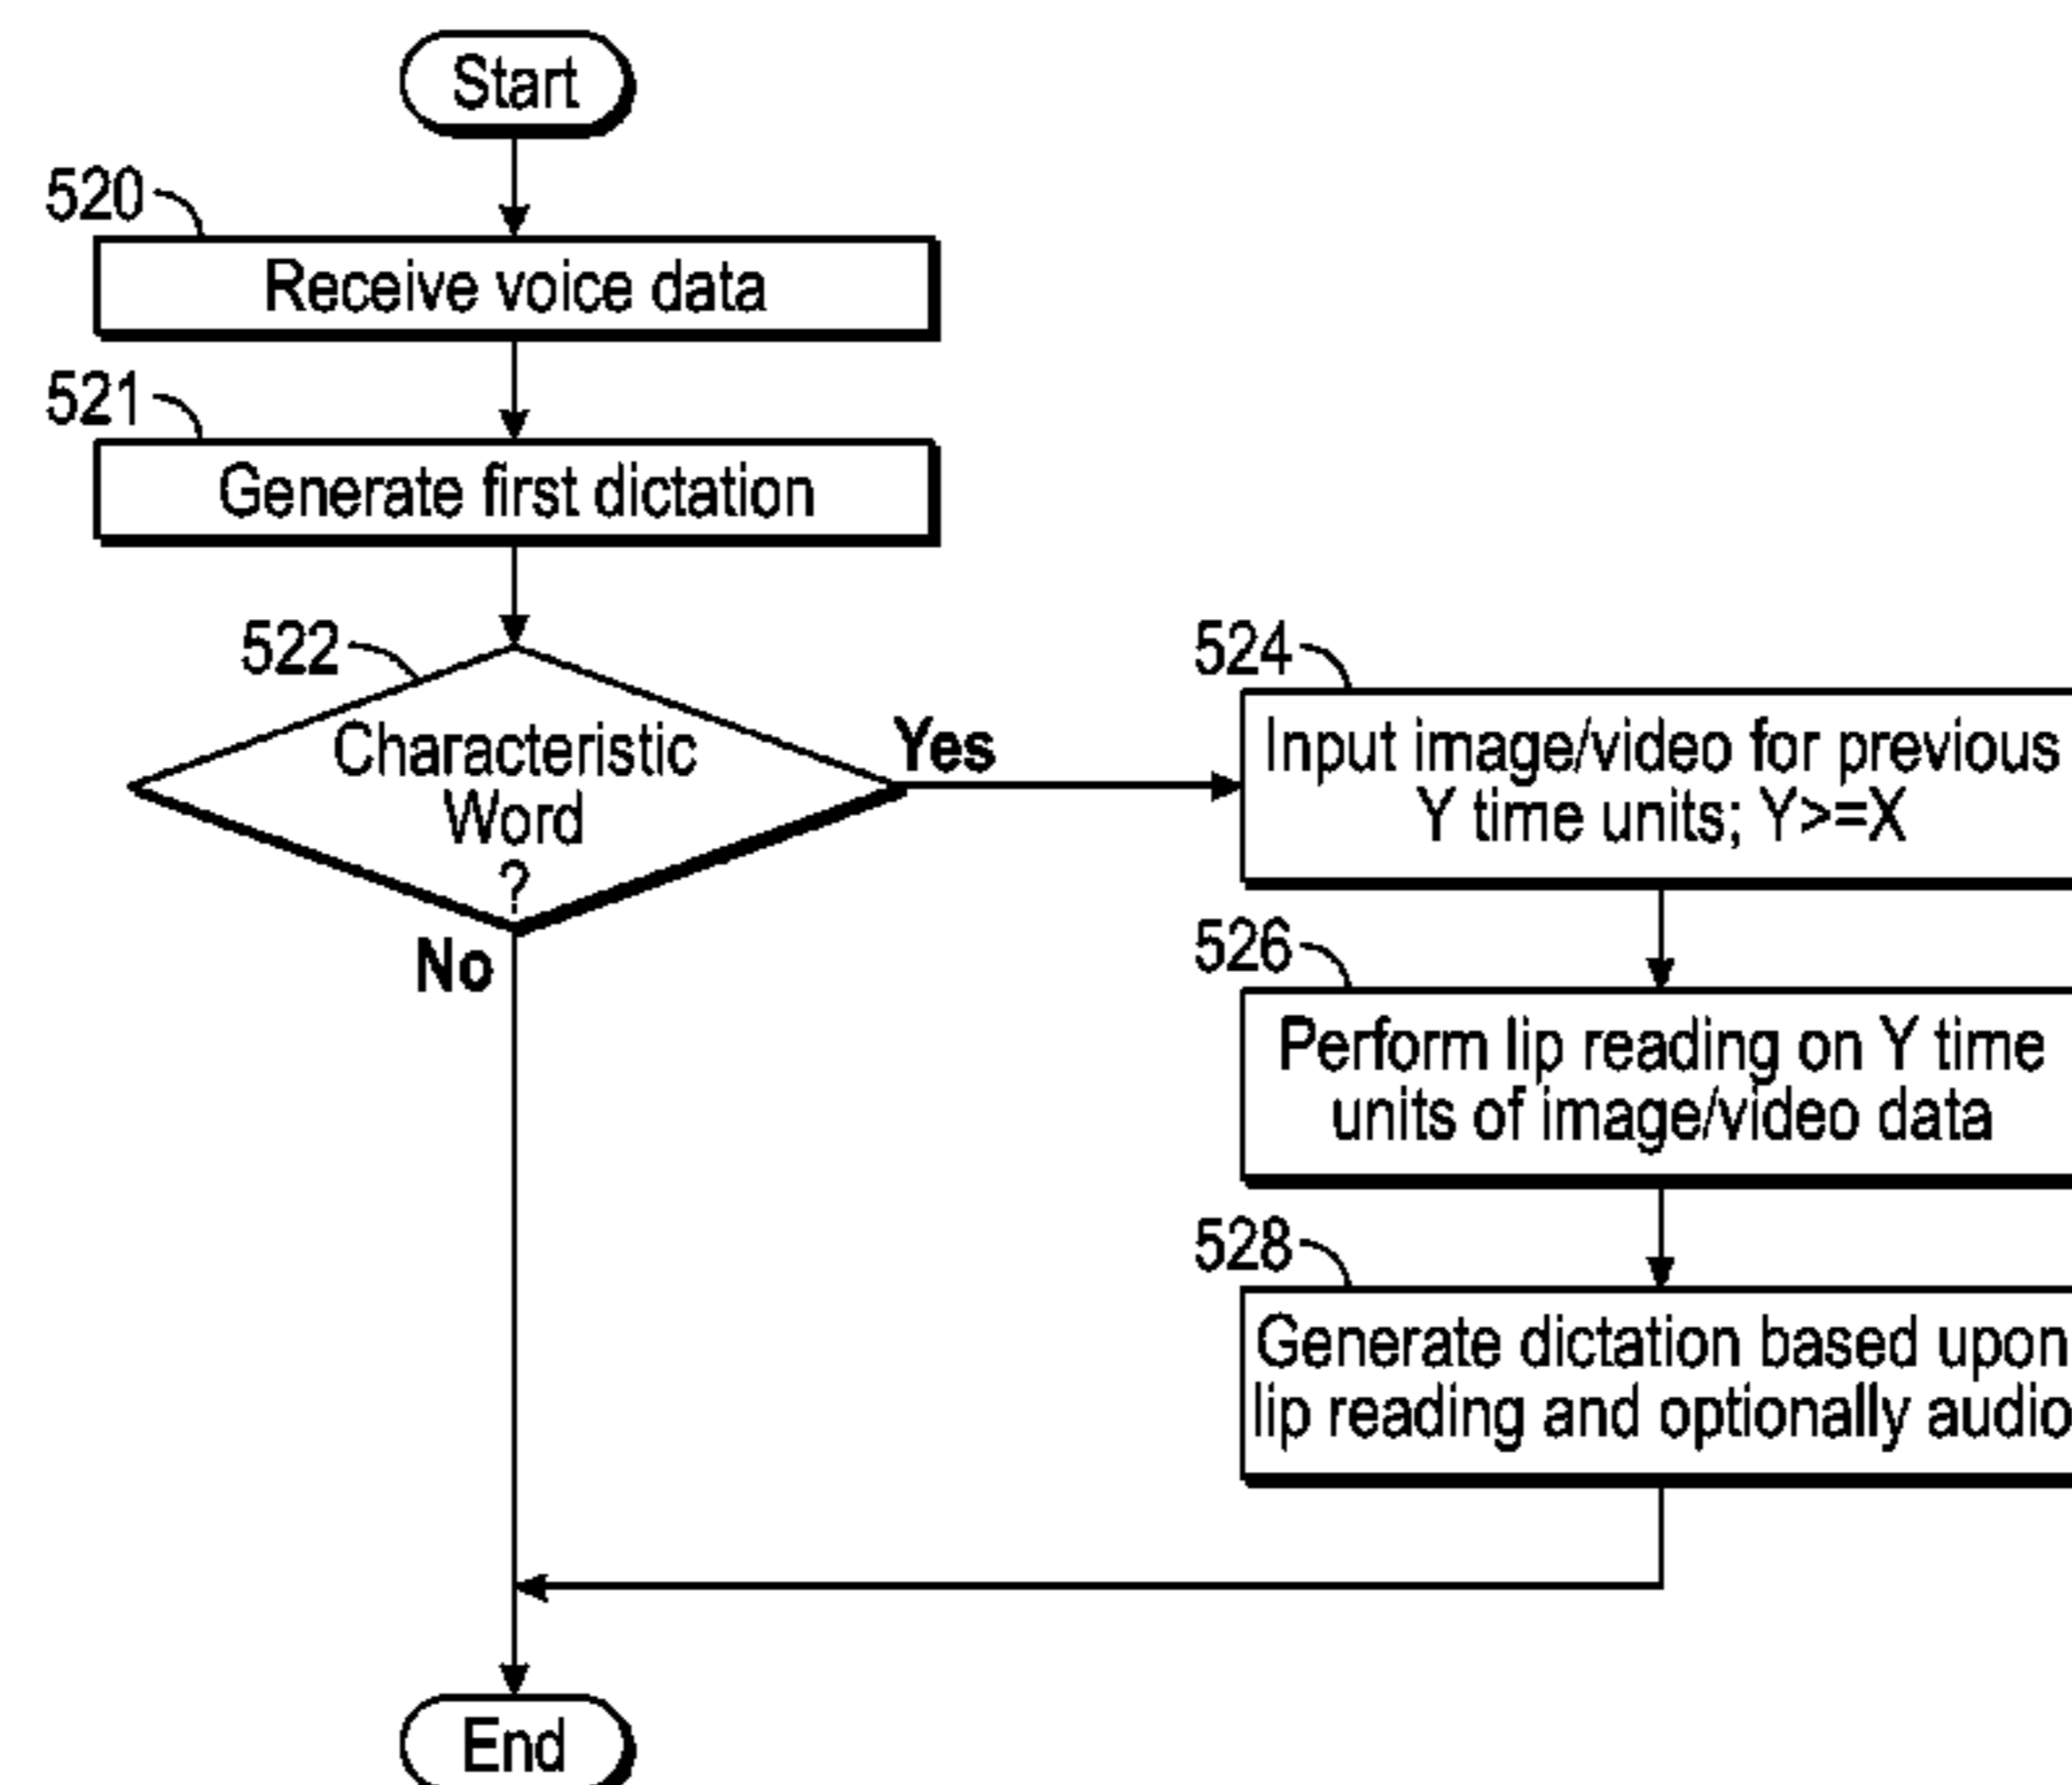 Start
520
Receive voice data
521
Generate first dictation
522
Characteristic
Word
?
Yes
No
524
Input image/video for previous
Y time units; Y>=X
526
Perform lip reading on Y time
units of image/video data
528
Generate dictation based upon
lip reading and optionally audio
End